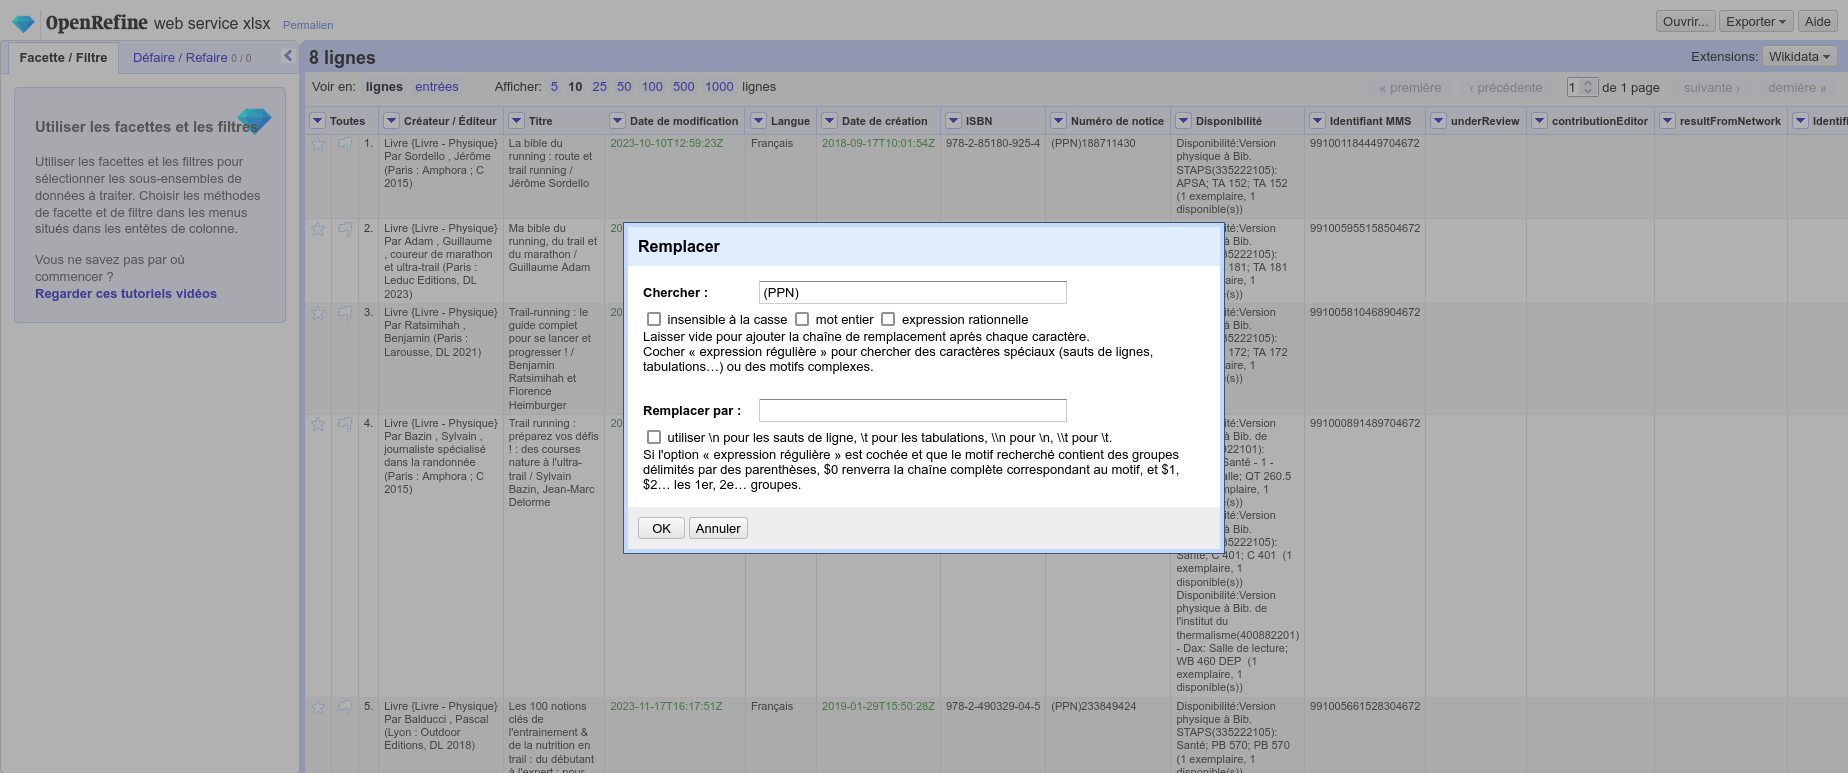 OpenRefine web service xlsx Permalien
Ouvrir... Exporter Aide
Facette / Filtre Défaire / Refaire 0 / 0
8 lignes
Extensions: Wikidata
Voir en: lignes entrées Afficher: 5 10 25 50 100 500 1000 lignes
« première ‹ précédente 1 de 1 page suivante › dernière »
Utiliser les facettes et les filtres
Utiliser les facettes et les filtres pour
sélectionner les sous-ensembles de
données à traiter. Choisir les méthodes
de facette et de filtre dans les menus
situés dans les entêtes de colonne.
Vous ne savez pas par où
commencer ?
Regarder ces tutoriels vidéos
Toutes Créateur / Éditeur Titre Date de modification Langue Date de création ISBN Numéro de notice Disponibilité Identifiant MMS underReview contributionEditor resultFromNetwork Identifi
1.
Livre {Livre - Physique}
Par Sordello , Jérôme
(Paris : Amphora ; C
2015)
La bible du
running : route et
trail running /
Jérôme Sordello
2023-10-10T12:59:23Z
Français
2018-09-17T10:01:54Z
978-2-85180-925-4
(PPN)188711430
Disponibilité:Version
physique à Bib.
STAPS(335222105):
APSA; TA 152; TA 152
(1 exemplaire, 1
disponible(s))
991001184449704672
2.
Livre {Livre - Physique}
Par Adam , Guillaume
, coureur de marathon
et ultra-trail (Paris :
Leduc Editions, DL
2023)
Ma bible du
running, du trail et
du marathon /
Guillaume Adam
20
ité:Version
à Bib.
35222105):
181; TA 181
aire, 1
(s))
991005955158504672
3.
Livre {Livre - Physique}
Par Ratsimihah ,
Benjamin (Paris :
Larousse, DL 2021)
Trail-running : le
guide complet
pour se lancer et
progresser ! /
Benjamin
Ratsimihah et
Florence
Heimburger
20
ité:Version
à Bib.
35222105):
172; TA 172
aire, 1
(s))
991005810468904672
4.
Livre {Livre - Physique}
Par Bazin , Sylvain ,
journaliste spécialisé
dans la randonnée
(Paris : Amphora ; C
2015)
Trail running :
préparez vos défis
! : des courses
nature à l'ultra-
trail / Sylvain
Bazin, Jean-Marc
Delorme
20
ité:Version
à Bib. de
02101):
Santé - 1 -
alle; QT 260.5
mplaire, 1
(s))
ité:Version
à Bib.
35222105):
Santé; C 401; C 401 (1
exemplaire, 1
disponible(s))
Disponibilité:Version
physique à Bib. de
l'institut du
thermalisme(400882201)
- Dax: Salle de lecture;
WB 460 DEP (1
exemplaire, 1
disponible(s))
991000891489704672
5.
Livre {Livre - Physique}
Par Balducci , Pascal
(Lyon : Outdoor
Editions, DL 2018)
Les 100 notions
clés de
l'entrainement &
de la nutrition en
trail : du débutant
à l'expert : pour
2023-11-17T16:17:51Z
Français
2019-01-29T15:50:28Z
978-2-490329-04-5
(PPN)233849424
Disponibilité:Version
physique à Bib.
STAPS(335222105):
Santé; PB 570; PB 570
(1 exemplaire, 1
disponible(s))
991005661528304672
Remplacer
Chercher : (PPN)
insensible à la casse mot entier expression rationnelle
Laisser vide pour ajouter la chaîne de remplacement après chaque caractère.
Cocher « expression régulière » pour chercher des caractères spéciaux (sauts de lignes,
tabulations…) ou des motifs complexes.
Remplacer par :
utiliser \n pour les sauts de ligne, \t pour les tabulations, \\n pour \n, \\t pour \t.
Si l'option « expression régulière » est cochée et que le motif recherché contient des groupes
délimités par des parenthèses, $0 renverra la chaîne complète correspondant au motif, et $1,
$2… les 1er, 2e… groupes.
OK Annuler